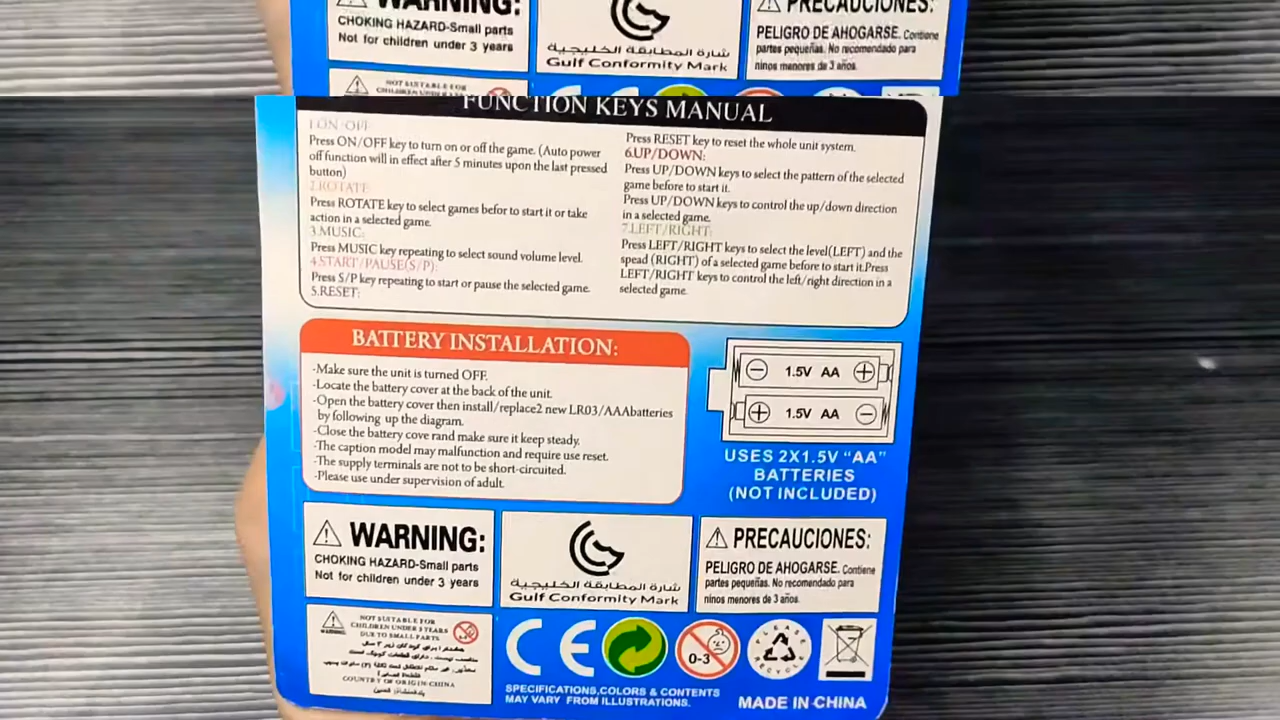 WARNING:
CHOKING HAZARD-Small parts
Not for children under 3 years
شارة المطابقة الخليجية
Gulf Conformity Mark
PRECAUCIONES:
PELIGRO DE AHOGARSE. Contiene
partes pequeñas. No recomendado para
ninos menores de 3 años.
NOT SUITABLE FOR
FUNCTION KEYS MANUAL
1.ON/OFF
Press ON/OFF key to turn on or off the game. (Auto power
off function will in effect after 5 minutes upon the last pressed
button)
2.ROTATE:
Press ROTATE key to select games befor to start it or take
action in a selected game.
3.MUSIC:
Press MUSIC key repeating to select sound volume level.
4.START/PAUSE(S/P):
Press S/P key repeating to start or pause the selected game.
5.RESET:
Press RESET key to reset the whole unit system.
6.UP/DOWN:
Press UP/DOWN keys to select the pattern of the selected
game before to start it.
Press UP/DOWN keys to control the up/down direction
in a selected game.
7.LEFT/RIGHT:
Press LEFT/RIGHT keys to select the level(LEFT) and the
spead (RIGHT) of a selected game before to start it.Press
LEFT/RIGHT keys to control the left/right direction in a
selected game.
BATTERY INSTALLATION:
-Make sure the unit is turned OFF.
-Locate the battery cover at the back of the unit.
-Open the battery cover then install/replace2 new LR03/AAAbatteries
by following up the diagram.
-Close the battery cove rand make sure it keep steady.
-The caption model may malfunction and require use reset.
-The supply terminals are not to be short-circuited.
-Please use under supervision of adult.
1.5V AA
1.5V AA
USES 2X1.5V “AA”
BATTERIES
(NOT INCLUDED)
WARNING:
CHOKING HAZARD-Small parts
Not for children under 3 years
شارة المطابقة الخليجية
Gulf Conformity Mark
PRECAUCIONES:
PELIGRO DE AHOGARSE. Contiene
partes pequeñas. No recomendado para
ninos menores de 3 años.
WARNING
NOT SUITABLE FOR
CHILDREN UNDER 3 YEARS
DUE TO SMALL PARTS
COUNTRY OF ORIGIN:CHINA
CE
0-3
PLEASE
RECYCLE
SPECIFICATIONS,COLORS & CONTENTS
MAY VARY FROM ILLUSTRATIONS.
MADE IN CHINA